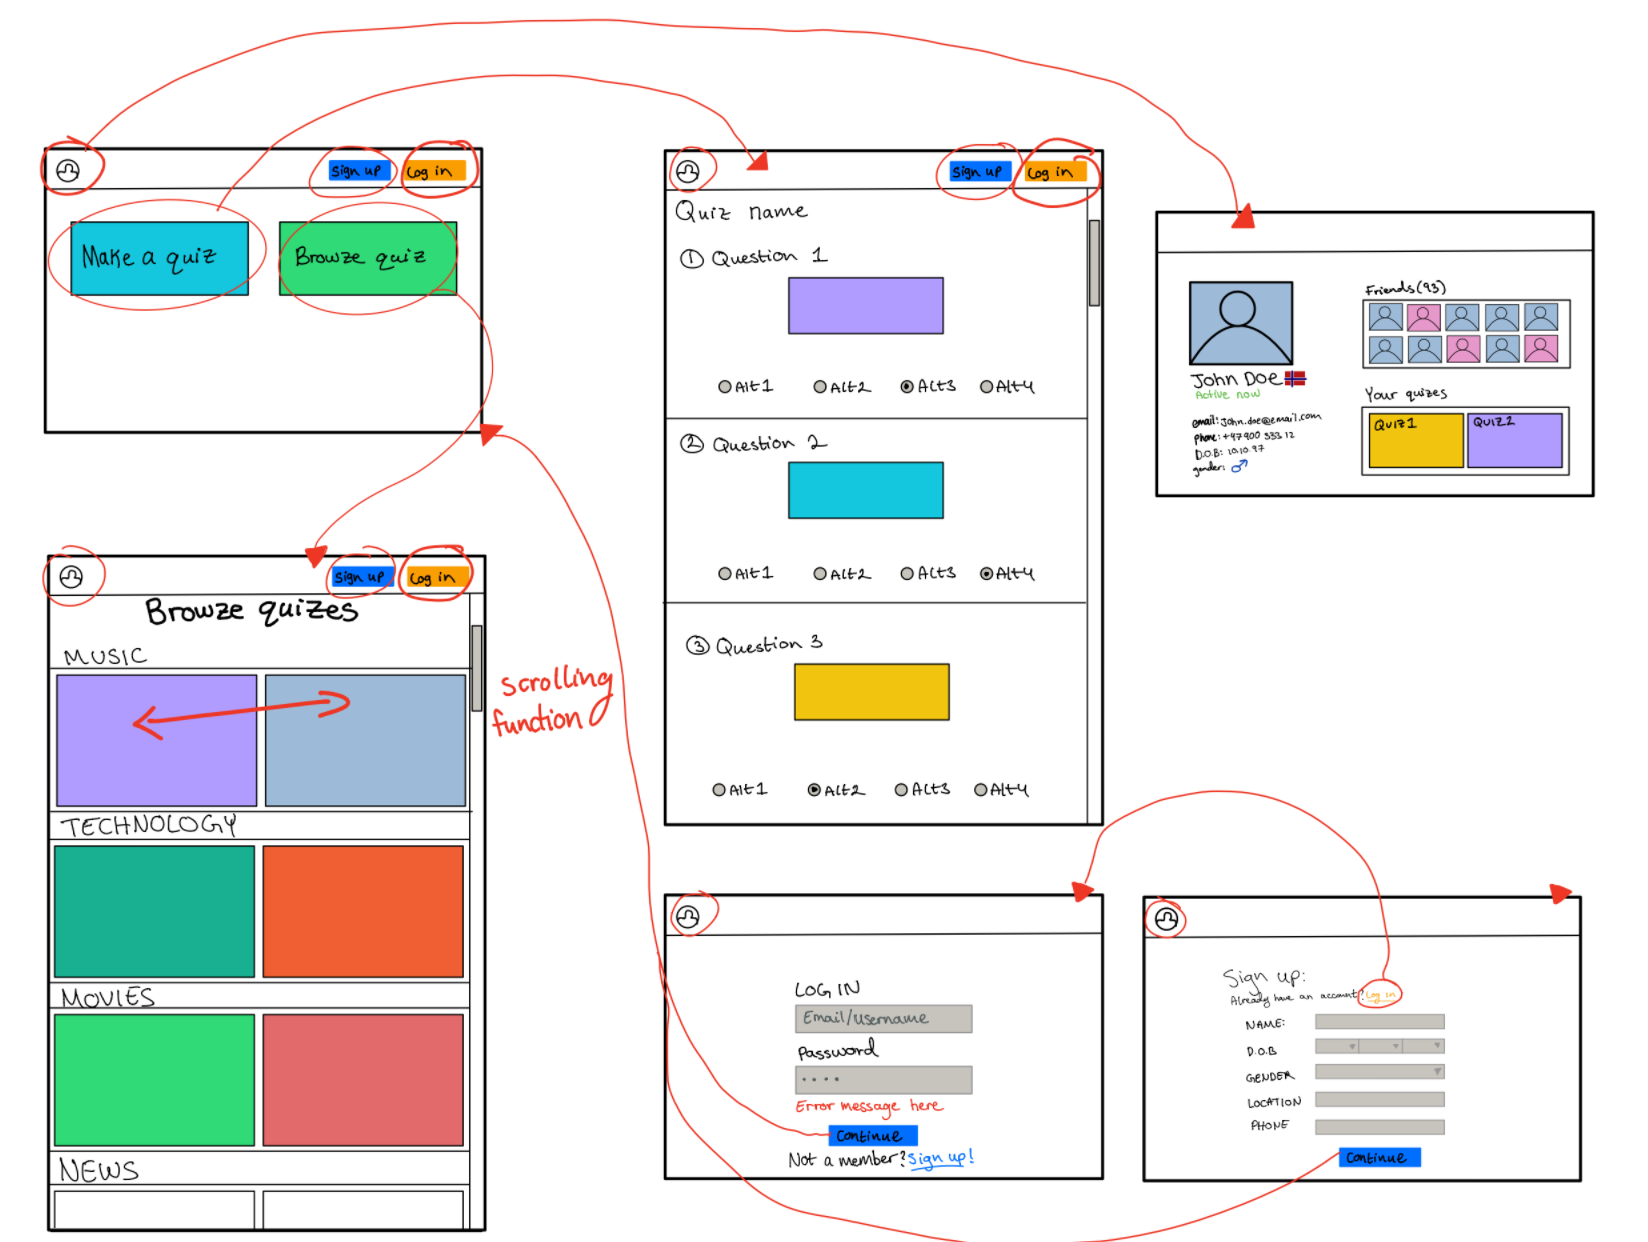 Sign up
Log in
Make a quiz
Browze quiz
Sign up
Log in
Quiz name
1 Question 1
Alt1 Alt2 Alt3 Alt4
2 Question 2
Alt1 Alt2 Alt3 Alt4
3 Question 3
Alt1 Alt2 Alt3 Alt4
John Doe
Active now
email: John.doe@email.com
phone: +47 900 333 12
D.O.B: 10.10.97
gender:
Friends(93)
Your quizes
Quiz1
Quiz2
Sign up
Log in
Browze quizes
MUSIC
TECHNOLOGY
MOVIES
NEWS
scrolling
function
LOG IN
Email/username
Password
Error message here
Continue
Not a member? Sign up!
Sign up:
Already have an account? Log in
NAME:
D.O.B
GENDER
LOCATION
PHONE
Continue